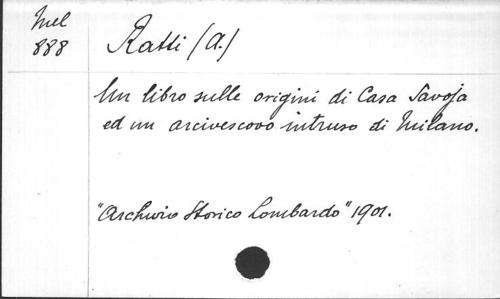 Mel
888
Ratti (A.)
Un libro sulle origini di Casa Savoja
ed un arcivescovo intruso di Milano.
"Archivio Storico Lombardo" 1901.